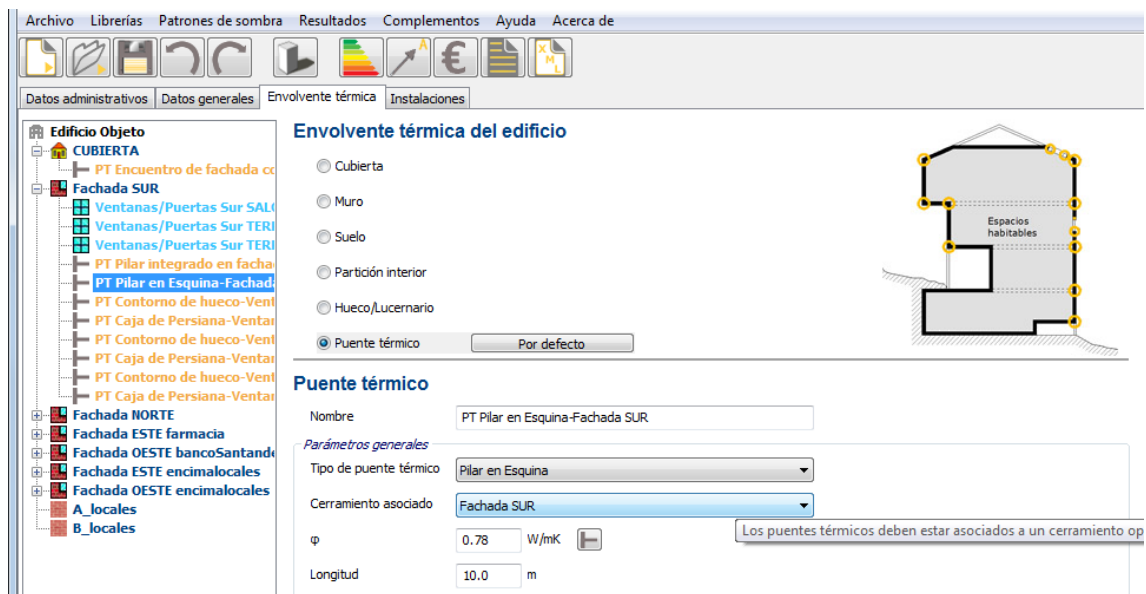 Archivo Librerías Patrones de sombra Resultados Complementos Ayuda Acerca de
A € XML
Datos administrativos Datos generales Envolvente térmica Instalaciones
Edificio Objeto
CUBIERTA
PT Encuentro de fachada co
Fachada SUR
Ventanas/Puertas Sur SAL
Ventanas/Puertas Sur TER
Ventanas/Puertas Sur TER
PT Pilar integrado en facha
PT Pilar en Esquina-Fachad
PT Contorno de hueco-Vent
PT Caja de Persiana-Ventan
PT Contorno de hueco-Vent
PT Caja de Persiana-Ventan
PT Contorno de hueco-Vent
PT Caja de Persiana-Ventan
Fachada NORTE
Fachada ESTE farmacia
Fachada OESTE bancoSantande
Fachada ESTE encimalocales
Fachada OESTE encimalocales
A_locales
B_locales
Envolvente térmica del edificio
Cubierta
Muro
Suelo
Partición interior
Hueco/Lucernario
Puente térmico Por defecto
Espacios
habitables
Puente térmico
Nombre PT Pilar en Esquina-Fachada SUR
Parámetros generales
Tipo de puente térmico Pilar en Esquina
Cerramiento asociado Fachada SUR
Los puentes térmicos deben estar asociados a un cerramiento op
φ 0.78 W/mK
Longitud 10.0 m